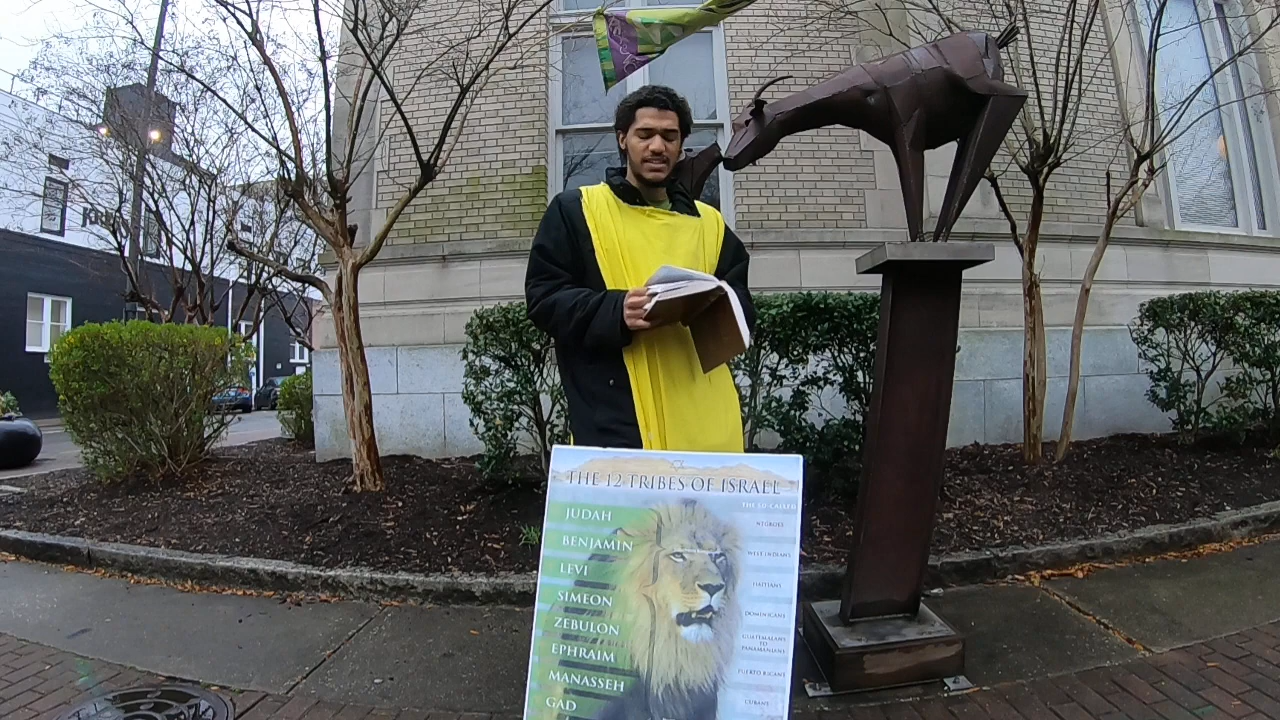 THE 12 TRIBES OF ISRAEL
THE SO-CALLED
JUDAH
NEGROES
BENJAMIN
WEST INDIANS
LEVI
HAITIANS
SIMEON
DOMINICANS
ZEBULON
GUATEMALANS
TO
PANAMANIANS
EPHRAIM
PUERTO RICANS
MANASSEH
CUBANS
GAD